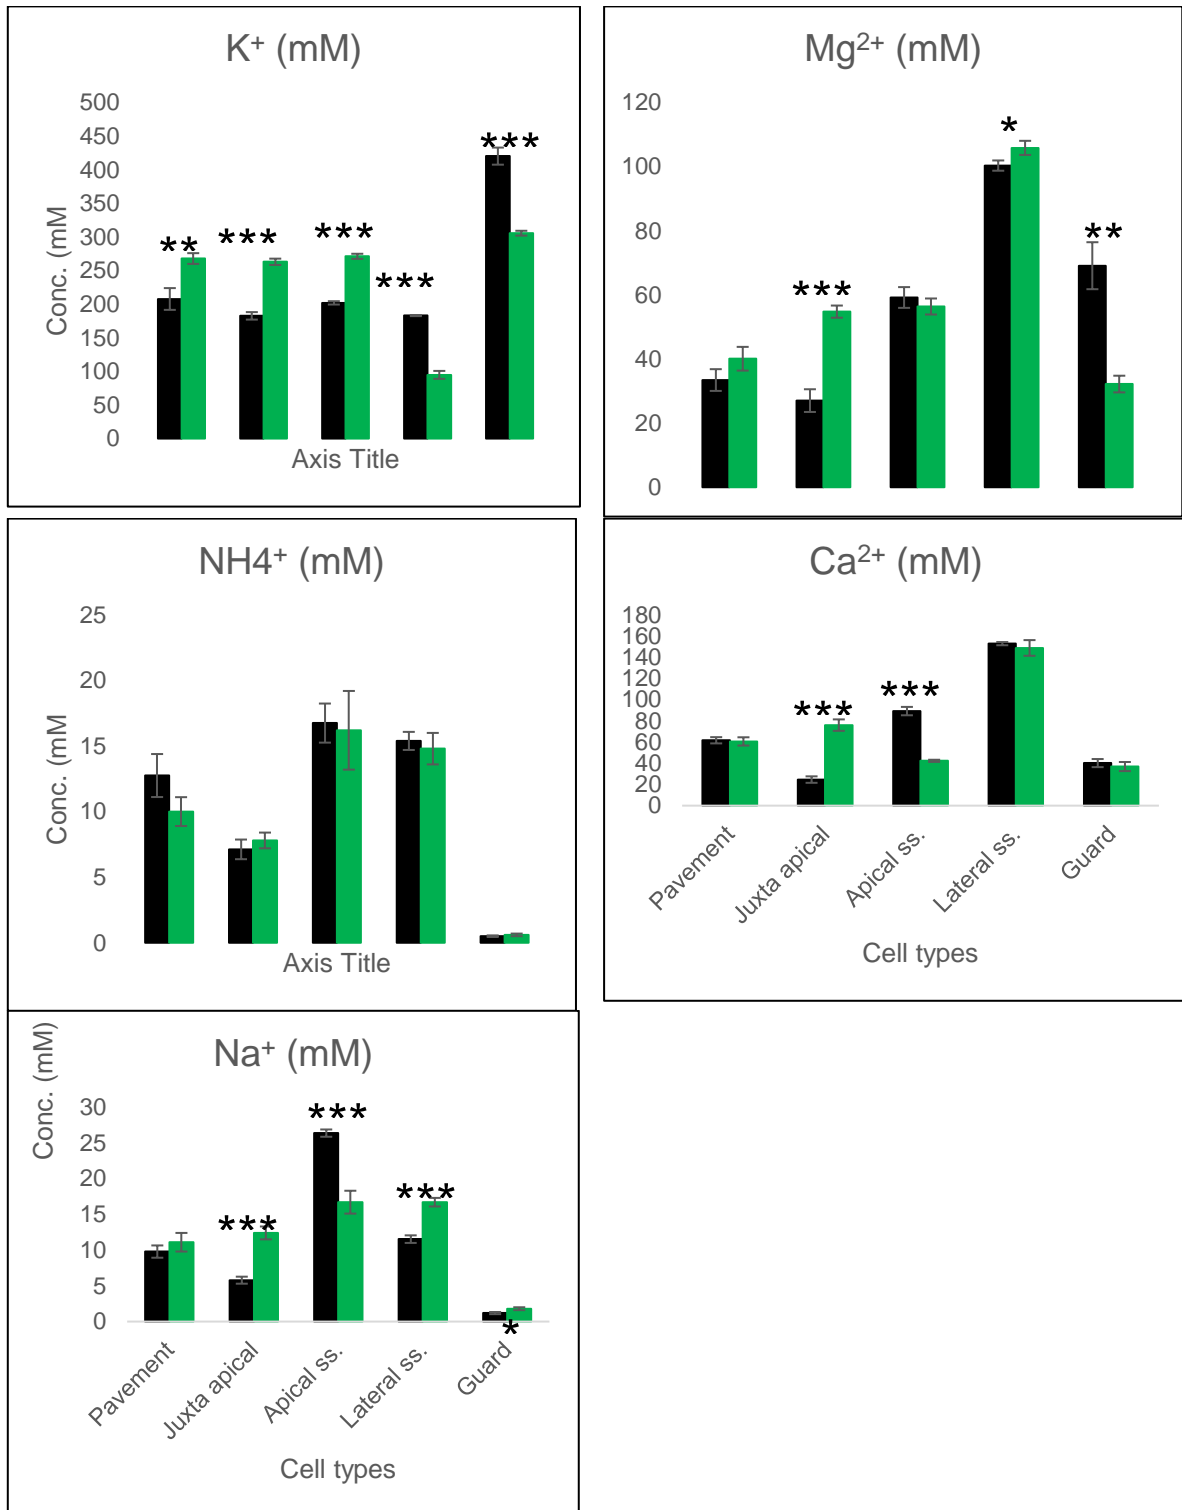 K⁺ (mM)
500
450
400
350
300
250
200
150
100
50
0
Conc. (mM
**
***
***
***
***
Axis Title
Mg²⁺ (mM)
120
100
80
60
40
20
0
***
*
**
NH4⁺ (mM)
25
20
15
10
5
0
Conc. (mM
Axis Title
Ca²⁺ (mM)
180
160
140
120
100
80
60
40
20
0
***
***
Pavement
Juxta apical
Apical ss.
Lateral ss.
Guard
Cell types
Na⁺ (mM)
Conc. (mM)
30
25
20
15
10
5
0
***
***
***
*
Pavement
Juxta apical
Apical ss.
Lateral ss.
Guard
Cell types